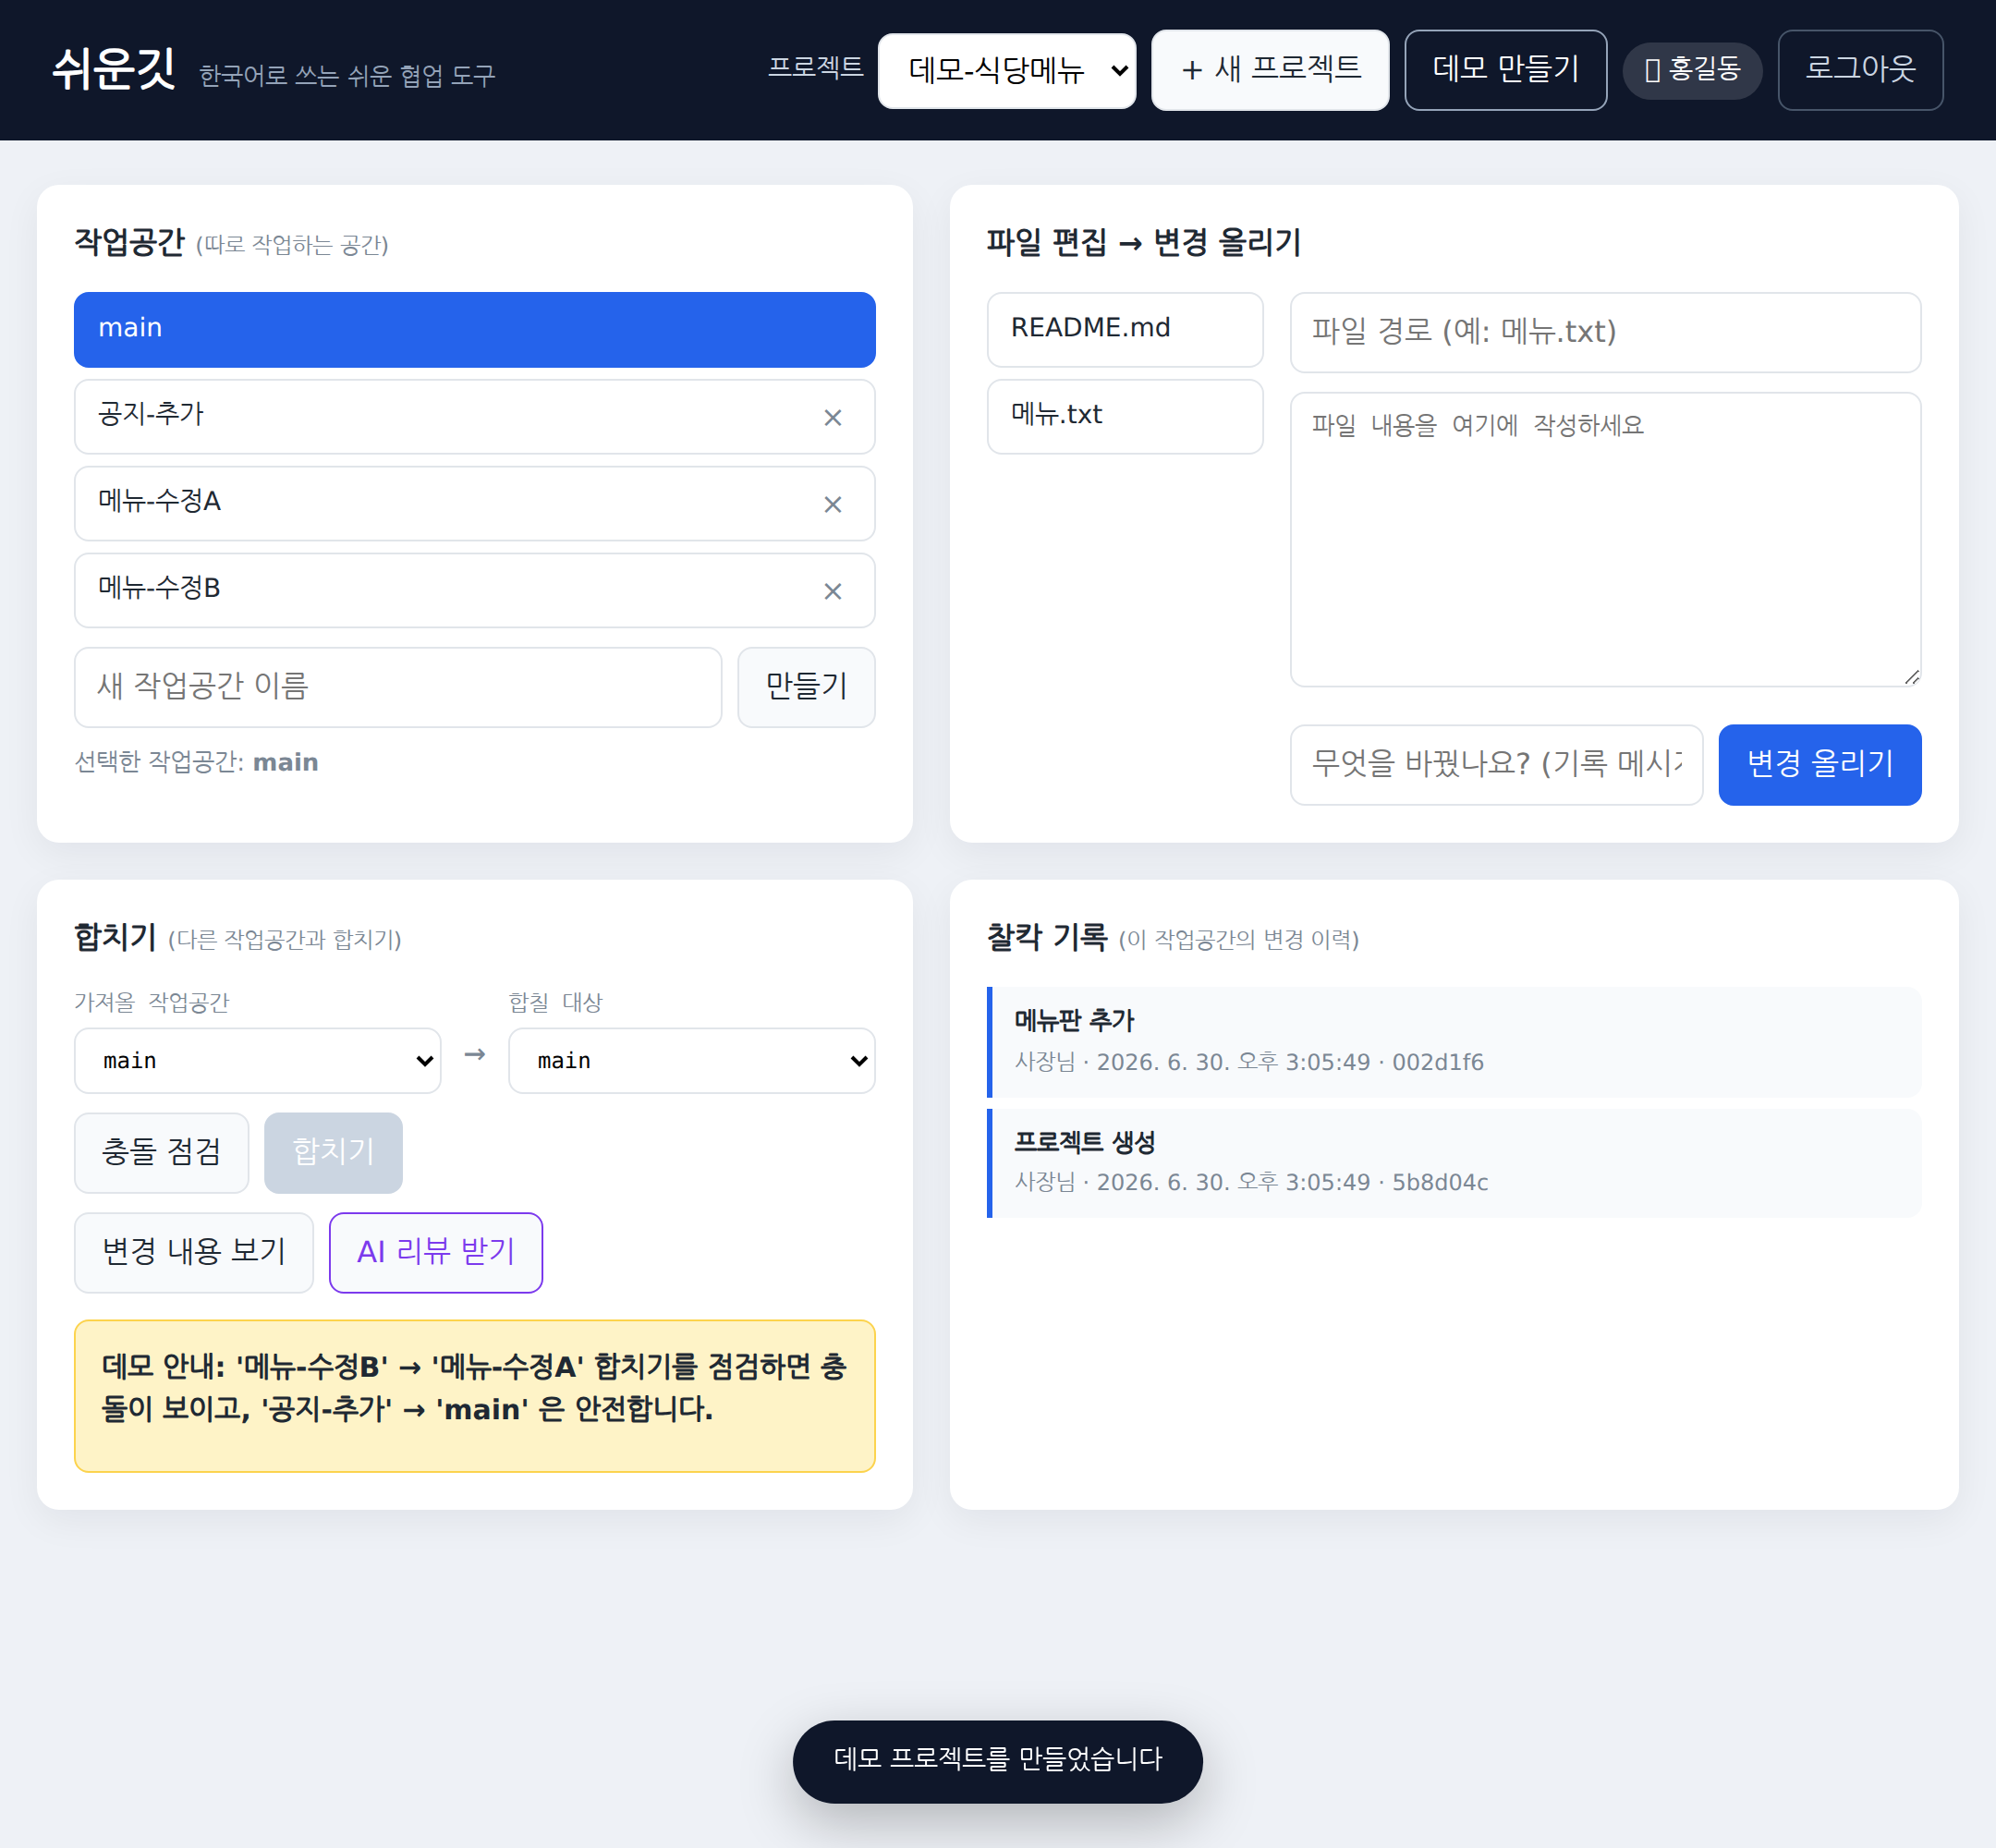 쉬운깃 한국어로 쓰는 쉬운 협업 도구
프로젝트 데모-식당메뉴 + 새 프로젝트 데모 만들기 홍길동 로그아웃
작업공간 (따로 작업하는 공간)
main
공지-추가 ×
메뉴-수정A ×
메뉴-수정B ×
새 작업공간 이름 만들기
선택한 작업공간: main
파일 편집 → 변경 올리기
README.md
메뉴.txt
파일 경로 (예: 메뉴.txt)
파일 내용을 여기에 작성하세요
무엇을 바꿨나요? (기록 메시 변경 올리기
합치기 (다른 작업공간과 합치기)
가져올 작업공간 합칠 대상
main → main
충돌 점검 합치기
변경 내용 보기 AI 리뷰 받기
데모 안내: '메뉴-수정B' → '메뉴-수정A' 합치기를 점검하면 충
돌이 보이고, '공지-추가' → 'main' 은 안전합니다.
찰칵 기록 (이 작업공간의 변경 이력)
메뉴판 추가
사장님 · 2026. 6. 30. 오후 3:05:49 · 002d1f6
프로젝트 생성
사장님 · 2026. 6. 30. 오후 3:05:49 · 5b8d04c
데모 프로젝트를 만들었습니다